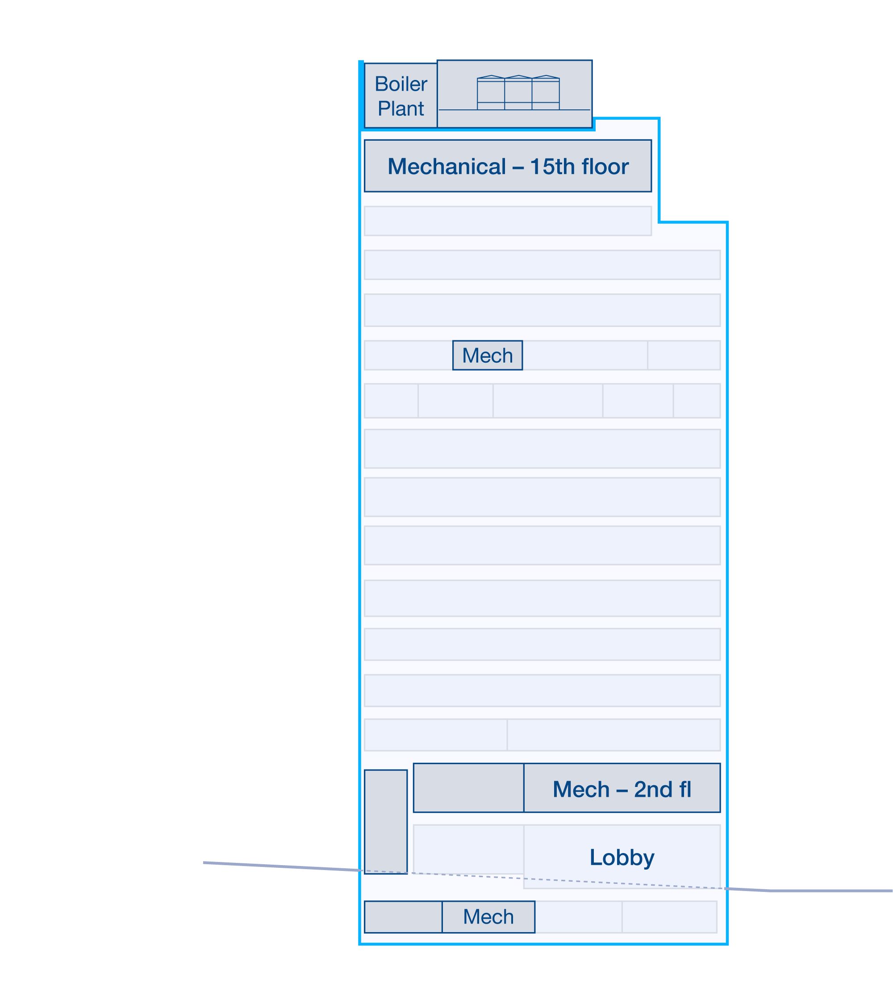 Boiler
Plant
Mechanical – 15th floor
Mech
Mech – 2nd fl
Lobby
Mech